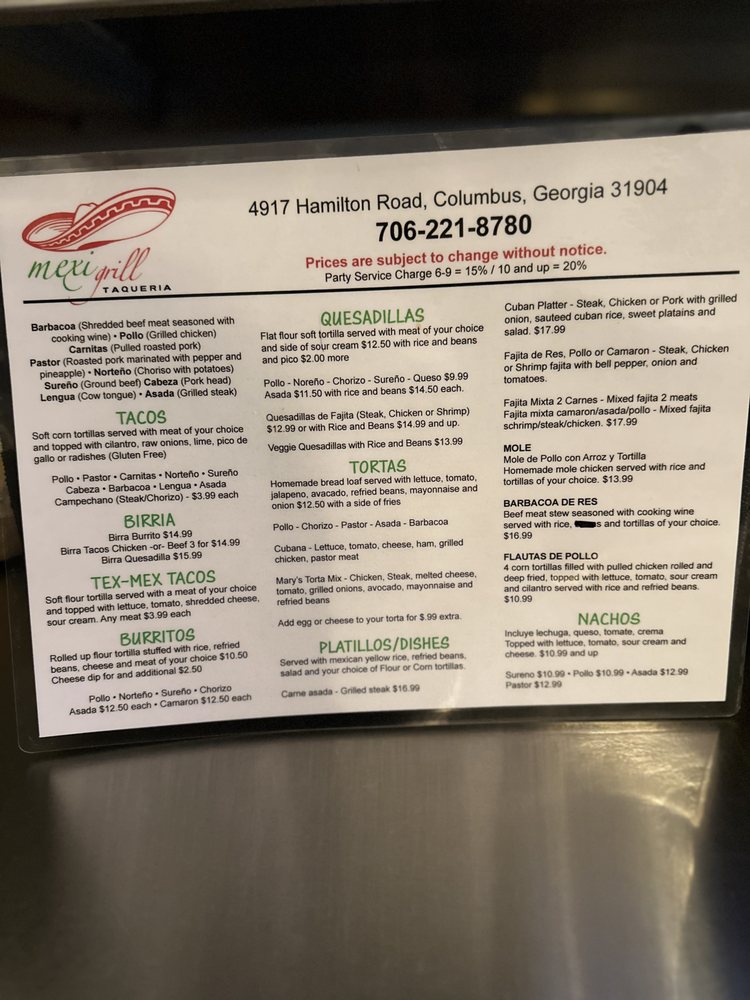 mexi grill
TAQUERIA
4917 Hamilton Road, Columbus, Georgia 31904
706-221-8780
Prices are subject to change without notice.
Party Service Charge 6-9 = 15% / 10 and up = 20%
Barbacoa (Shredded beef meat seasoned with
cooking wine) • Pollo (Grilled chicken)
Carnitas (Pulled roasted pork)
Pastor (Roasted pork marinated with pepper and
pineapple) • Norteño (Choriso with potatoes)
Sureño (Ground beef) Cabeza (Pork head)
Lengua (Cow tongue) • Asada (Grilled steak)
TACOS
Soft corn tortillas served with meat of your choice
and topped with cilantro, raw onions, lime, pico de
gallo or radishes (Gluten Free)
Pollo • Pastor • Carnitas • Norteño • Sureño
Cabeza • Barbacoa • Lengua • Asada
Campechano (Steak/Chorizo) - $3.99 each
BIRRIA
Birra Burrito $14.99
Birra Tacos Chicken -or- Beef 3 for $14.99
Birra Quesadilla $15.99
TEX-MEX TACOS
Soft flour tortilla served with a meat of your choice
and topped with lettuce, tomato, shredded cheese,
sour cream. Any meat $3.99 each
BURRITOS
Rolled up flour tortilla stuffed with rice, refried
beans, cheese and meat of your choice $10.50
Cheese dip for and additional $2.50
Pollo • Norteño • Sureño • Chorizo
Asada $12.50 each • Camaron $12.50 each
QUESADILLAS
Flat flour soft tortilla served with meat of your choice
and side of sour cream $12.50 with rice and beans
and pico $2.00 more
Pollo - Noreño - Chorizo - Sureño - Queso $9.99
Asada $11.50 with rice and beans $14.50 each.
Quesadillas de Fajita (Steak, Chicken or Shrimp)
$12.99 or with Rice and Beans $14.99 and up.
Veggie Quesadillas with Rice and Beans $13.99
TORTAS
Homemade bread loaf served with lettuce, tomato,
jalapeno, avacado, refried beans, mayonnaise and
onion $12.50 with a side of fries
Pollo - Chorizo - Pastor - Asada - Barbacoa
Cubana - Lettuce, tomato, cheese, ham, grilled
chicken, pastor meat
Mary's Torta Mix - Chicken, Steak, melted cheese,
tomato, grilled onions, avocado, mayonnaise and
refried beans
Add egg or cheese to your torta for $.99 extra.
PLATILLOS/DISHES
Served with mexican yellow rice, refried beans,
salad and your choice of Flour or Corn tortillas.
Carne asada - Grilled steak $16.99
Cuban Platter - Steak, Chicken or Pork with grilled
onion, sauteed cuban rice, sweet platains and
salad. $17.99
Fajita de Res, Pollo or Camaron - Steak, Chicken
or Shrimp fajita with bell pepper, onion and
tomatoes.
Fajita Mixta 2 Carnes - Mixed fajita 2 meats
Fajita mixta camaron/asada/pollo - Mixed fajita
schrimp/steak/chicken. $17.99
MOLE
Mole de Pollo con Arroz y Tortilla
Homemade mole chicken served with rice and
tortillas of your choice. $13.99
BARBACOA DE RES
Beef meat stew seasoned with cooking wine
served with rice, s and tortillas of your choice.
$16.99
FLAUTAS DE POLLO
4 corn tortillas filled with pulled chicken rolled and
deep fried, topped with lettuce, tomato, sour cream
and cilantro served with rice and refried beans.
$10.99
NACHOS
Incluye lechuga, queso, tomate, crema
Topped with lettuce, tomato, sour cream and
cheese. $10.99 and up
Sureno $10.99 • Pollo $10.99 • Asada $12.99
Pastor $12.99